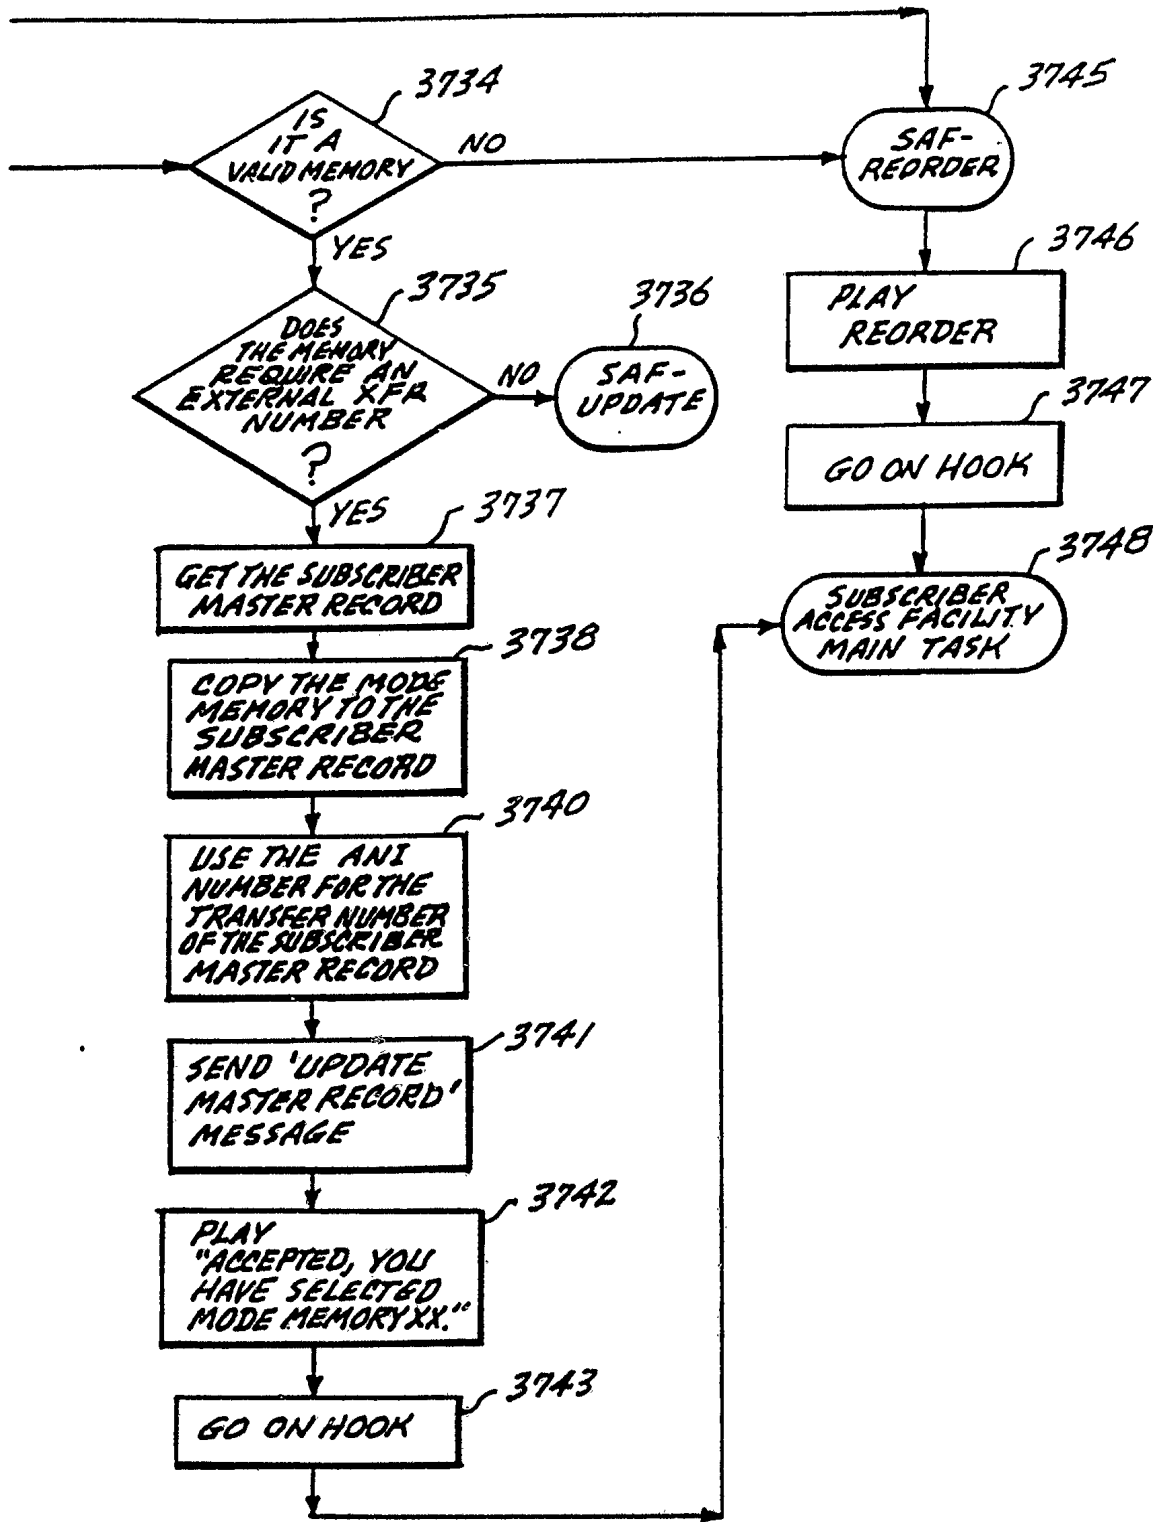 3734
IS
IT A
VALID MEMORY
?
NO
YES
3745
SAF-
REORDER
3746
PLAY
REORDER
3735
DOES
THE MEMORY
REQUIRE AN
EXTERNAL XFR
NUMBER
?
NO
YES
3736
SAF-
UPDATE
3747
GO ON HOOK
3748
SUBSCRIBER
ACCESS FACILITY
MAIN TASK
3737
GET THE SUBSCRIBER
MASTER RECORD
3738
COPY THE MODE
MEMORY TO THE
SUBSCRIBER
MASTER RECORD
3740
USE THE ANI
NUMBER FOR THE
TRANSFER NUMBER
OF THE SUBSCRIBER
MASTER RECORD
3741
SEND 'UPDATE
MASTER RECORD'
MESSAGE
3742
PLAY
"ACCEPTED, YOU
HAVE SELECTED
MODE MEMORY XX."
3743
GO ON HOOK